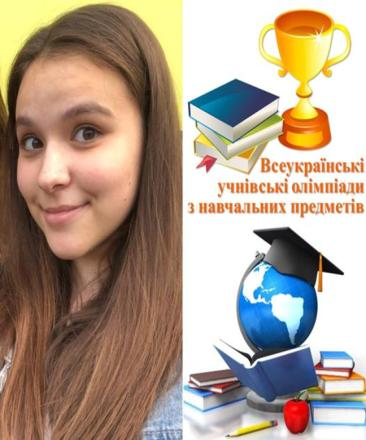 Всеукраїнські
учнівські олімпіади
з навчальних предметів